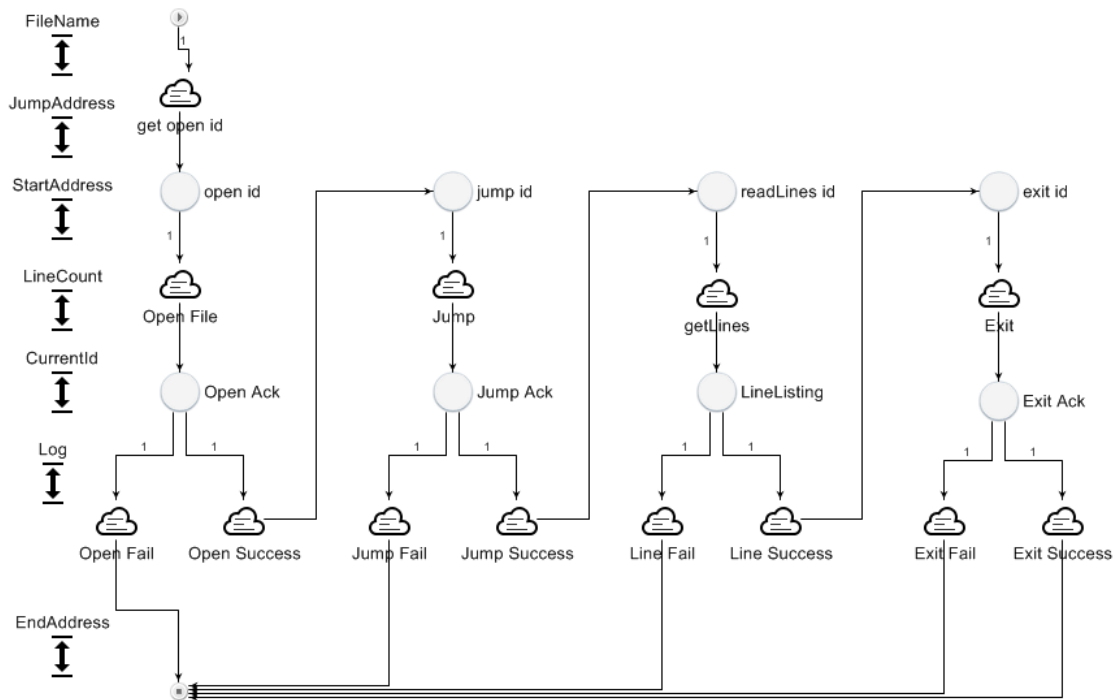 FileName
1
JumpAddress
get open id
StartAddress
open id
jump id
readLines id
exit id
1
1
1
1
LineCount
Open File
Jump
getLines
Exit
CurrentId
Open Ack
Jump Ack
LineListing
Exit Ack
Log
1
1
1
1
1
1
1
1
Open Fail
Open Success
Jump Fail
Jump Success
Line Fail
Line Success
Exit Fail
Exit Success
EndAddress